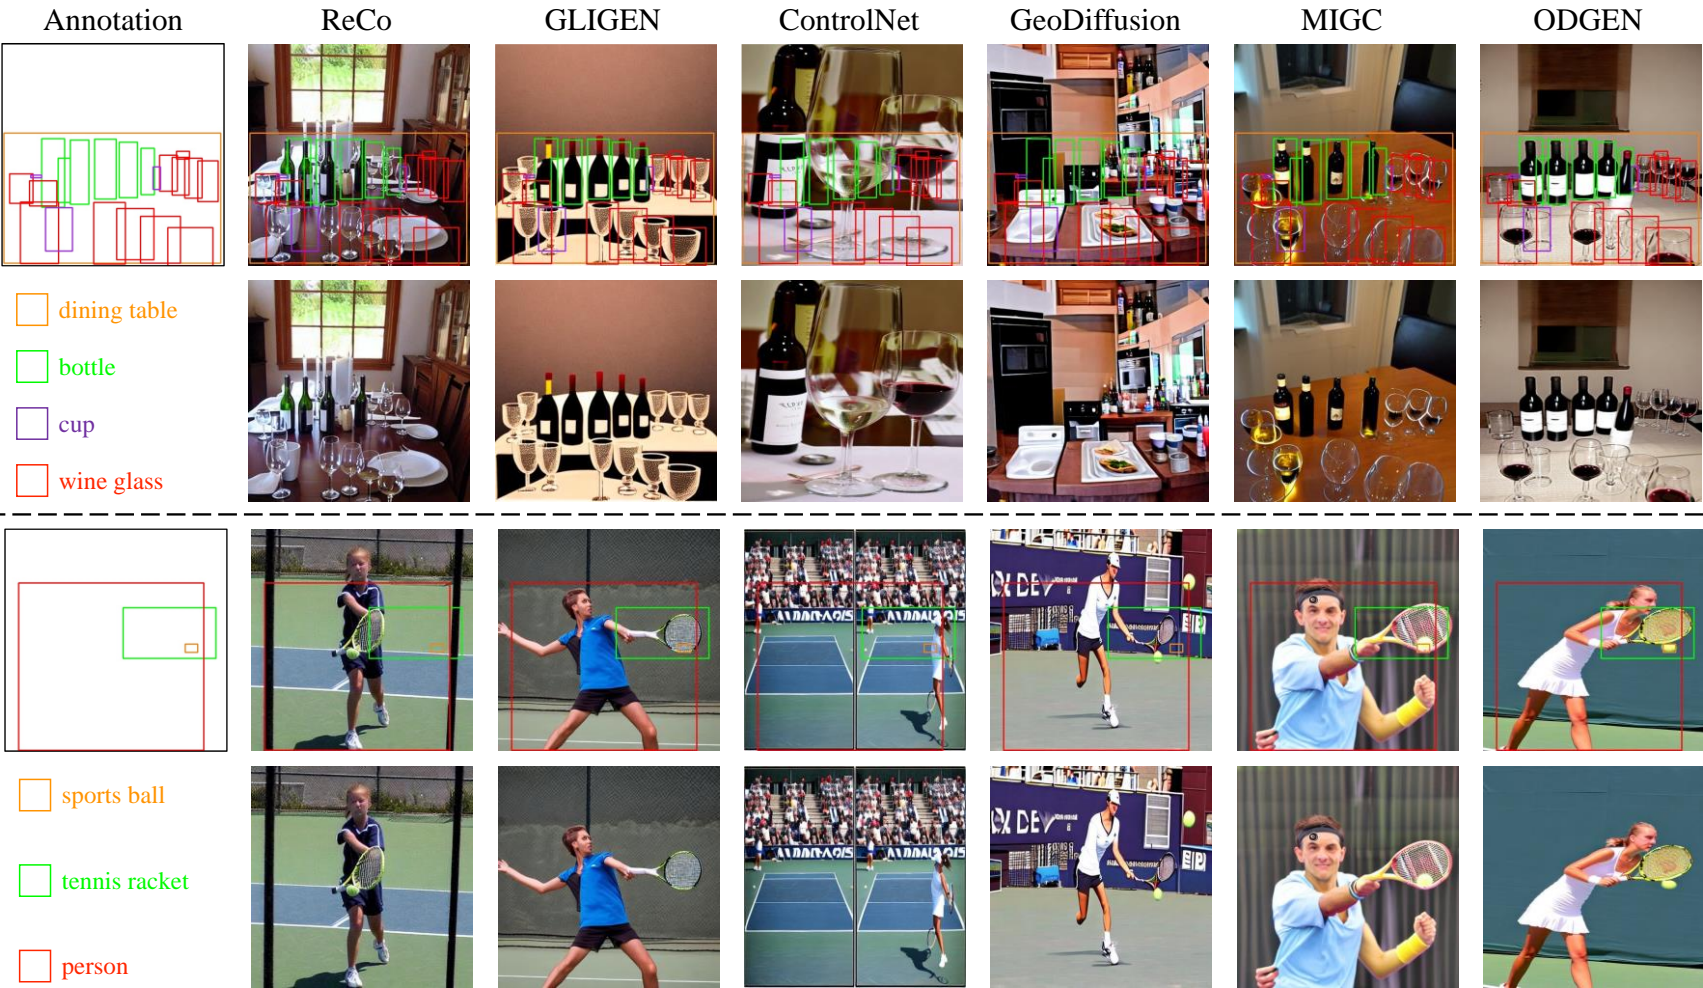 Annotation ReCo GLIGEN ControlNet GeoDiffusion MIGC ODGEN
dining table
bottle
cup
wine glass
sports ball
tennis racket
person